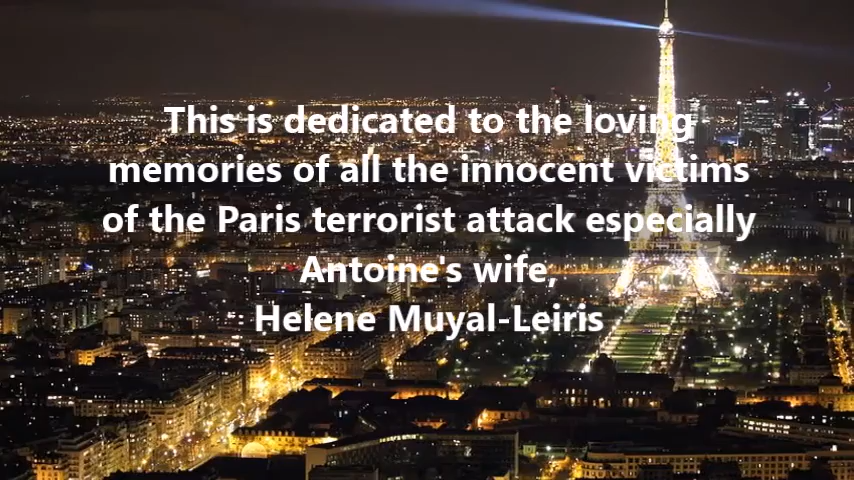 This is dedicated to the loving
memories of all the innocent victims
of the Paris terrorist attack especially
Antoine's wife,
Helene Muyal-Leiris